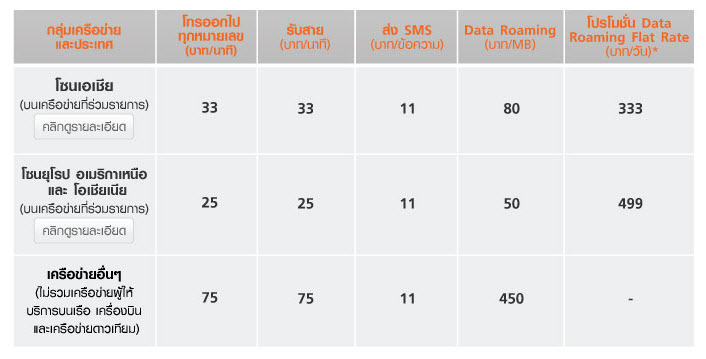 กลุ่มเครือข่าย
และประเทศ
โทรออกไป
ทุกหมายเลข
(บาท/นาที)
รับสาย
(บาท/นาที)
ส่ง SMS
(บาท/ข้อความ)
Data Roaming
(บาท/MB)
โปรโมชั่น Data
Roaming Flat Rate
(บาท/วัน)*
โซนเอเชีย
(บนเครือข่ายที่ร่วมรายการ)
คลิกดูรายละเอียด
33
33
11
80
333
โซนยุโรป อเมริกาเหนือ
และ โอเชียเนีย
(บนเครือข่ายที่ร่วมรายการ)
คลิกดูรายละเอียด
25
25
11
50
499
เครือข่ายอื่นๆ
(ไม่รวมเครือข่ายผู้ให้
บริการบนเรือ เครื่องบิน
และเครือข่ายดาวเทียม)
75
75
11
450
-